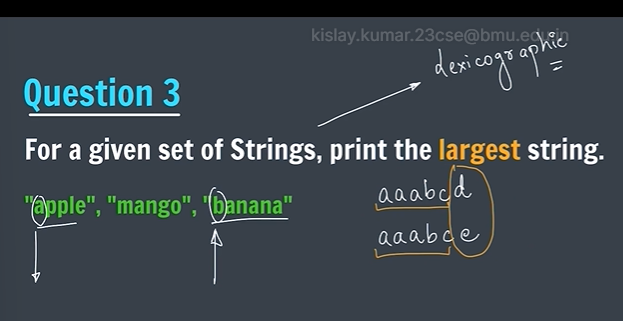 kislay.kumar.23cse@bmu.edu.in
lexicographic
Question 3
For a given set of Strings, print the largest string.
"apple", "mango", "banana"
aaabcd
aaabce